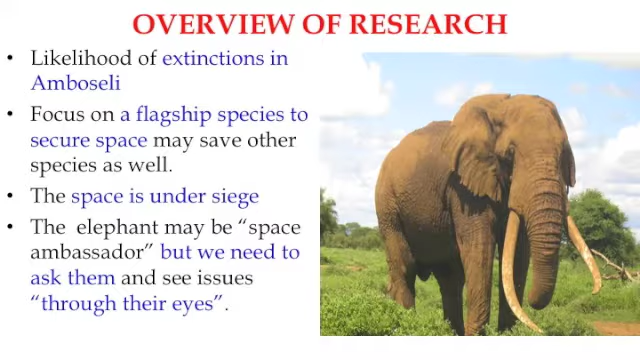 OVERVIEW OF RESEARCH
• Likelihood of extinctions in
Amboseli
• Focus on a flagship species to
secure space may save other
species as well.
• The space is under siege
• The elephant may be “space
ambassador” but we need to
ask them and see issues
“through their eyes”.